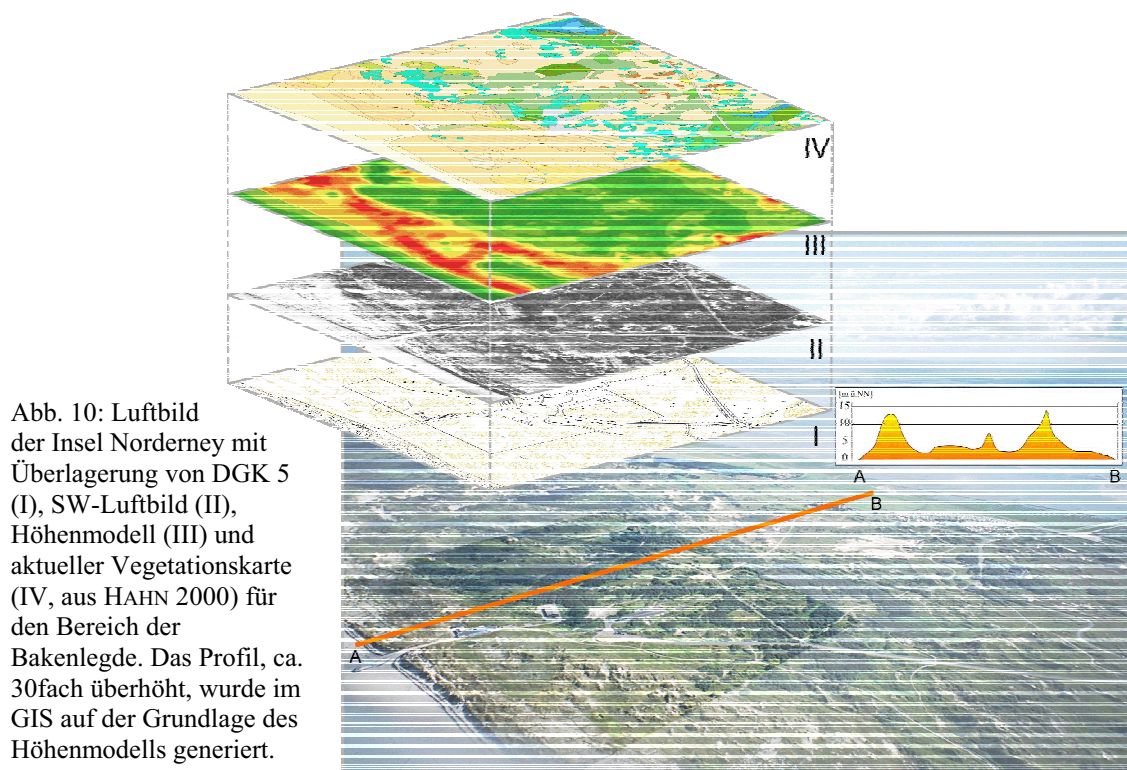 IV
III
II
I
[m ü.NN]
15
10
5
0
A
B
B
A
Abb. 10: Luftbild
der Insel Norderney mit
Überlagerung von DGK 5
(I), SW-Luftbild (II),
Höhenmodell (III) und
aktueller Vegetationskarte
(IV, aus HAHN 2000) für
den Bereich der
Bakenlegde. Das Profil, ca.
30fach überhöht, wurde im
GIS auf der Grundlage des
Höhenmodells generiert.